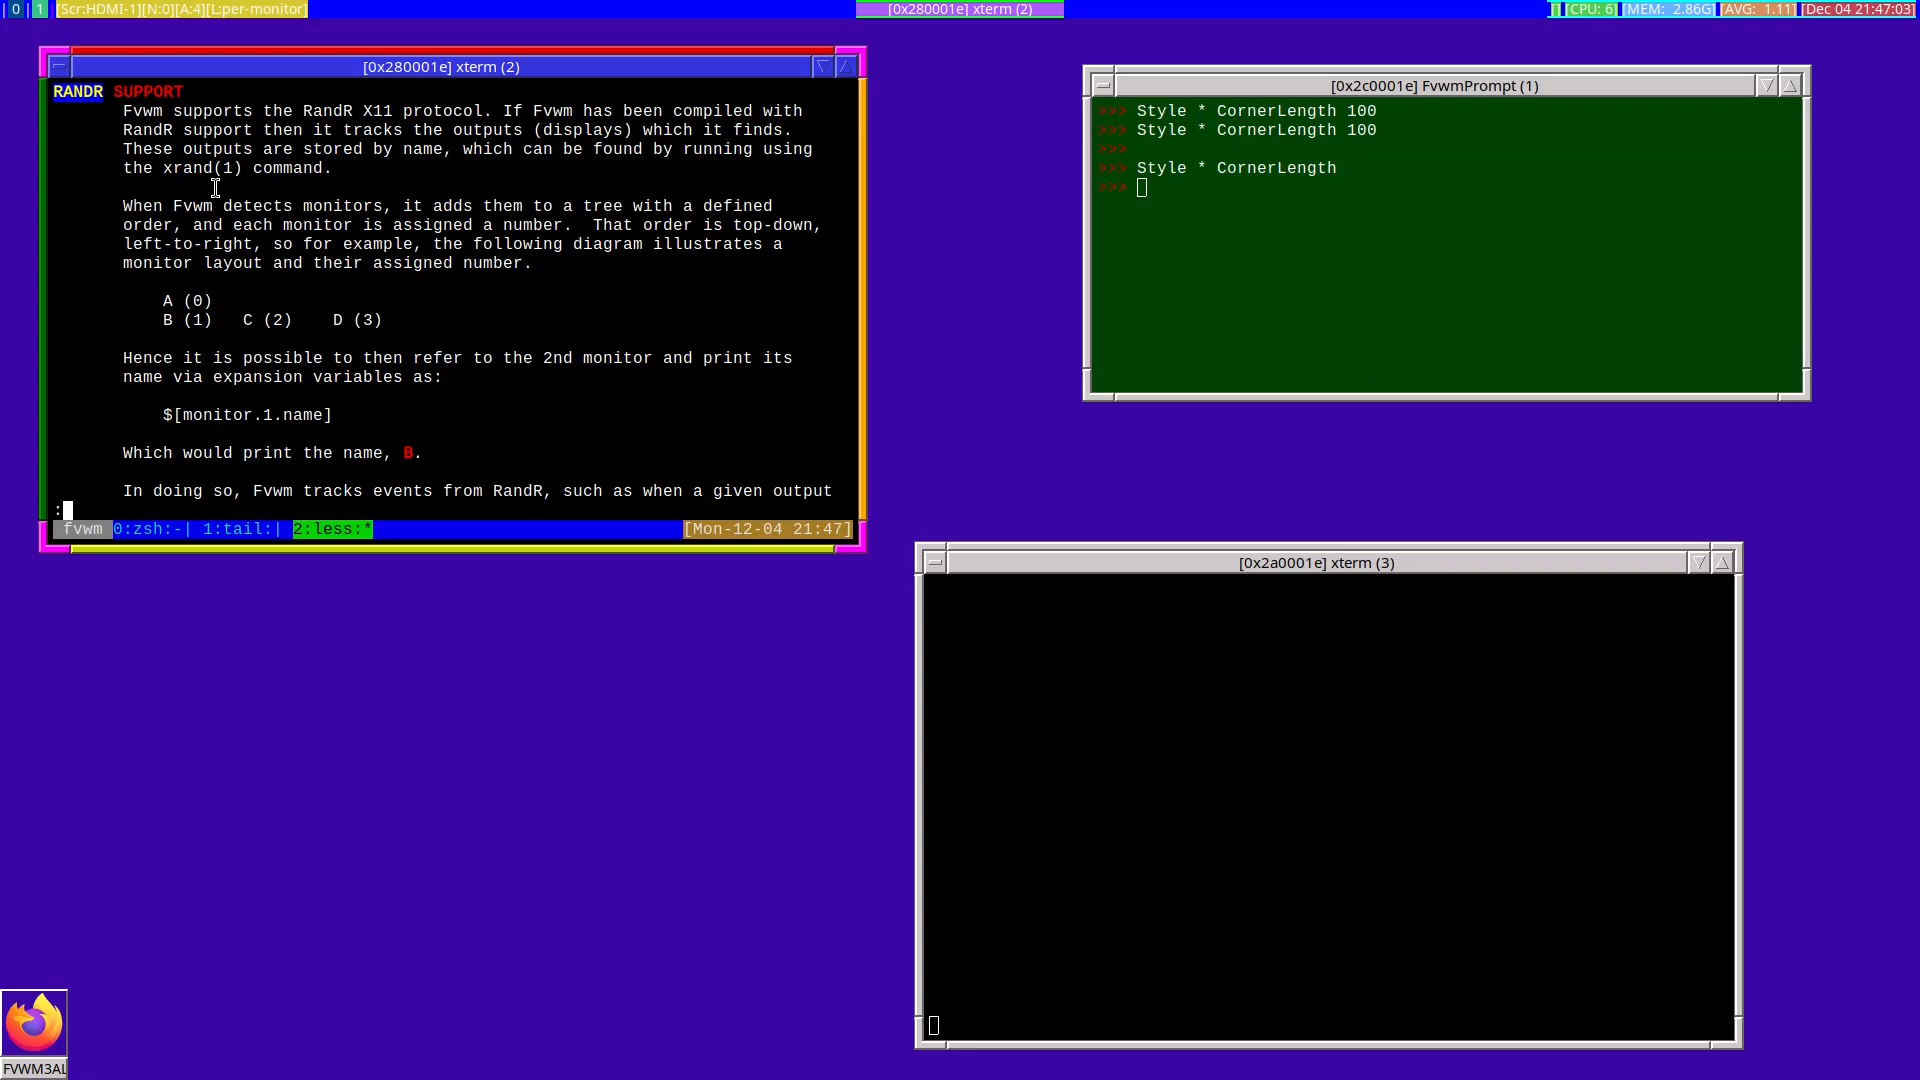 | 0 | 1 [Scr:HDMI-1][N:0][A:4][L:per-monitor]
[0x280001e] xterm (2)
[] [CPU: 6] [MEM: 2.86G] [AVG: 1.11] [Dec 04 21:47:03]
[0x280001e] xterm (2)
RANDR SUPPORT
Fvwm supports the RandR X11 protocol. If Fvwm has been compiled with
RandR support then it tracks the outputs (displays) which it finds.
These outputs are stored by name, which can be found by running using
the xrand(1) command.
When Fvwm detects monitors, it adds them to a tree with a defined
order, and each monitor is assigned a number.  That order is top-down,
left-to-right, so for example, the following diagram illustrates a
monitor layout and their assigned number.
A (0)
B (1)   C (2)    D (3)
Hence it is possible to then refer to the 2nd monitor and print its
name via expansion variables as:
$[monitor.1.name]
Which would print the name, B.
In doing so, Fvwm tracks events from RandR, such as when a given output
:
fvwm 0:zsh:-| 1:tail:| 2:less:* [Mon-12-04 21:47]
[0x2c0001e] FvwmPrompt (1)
>>> Style * CornerLength 100
>>> Style * CornerLength 100
>>>
>>> Style * CornerLength
>>>
[0x2a0001e] xterm (3)
FVWM3AL